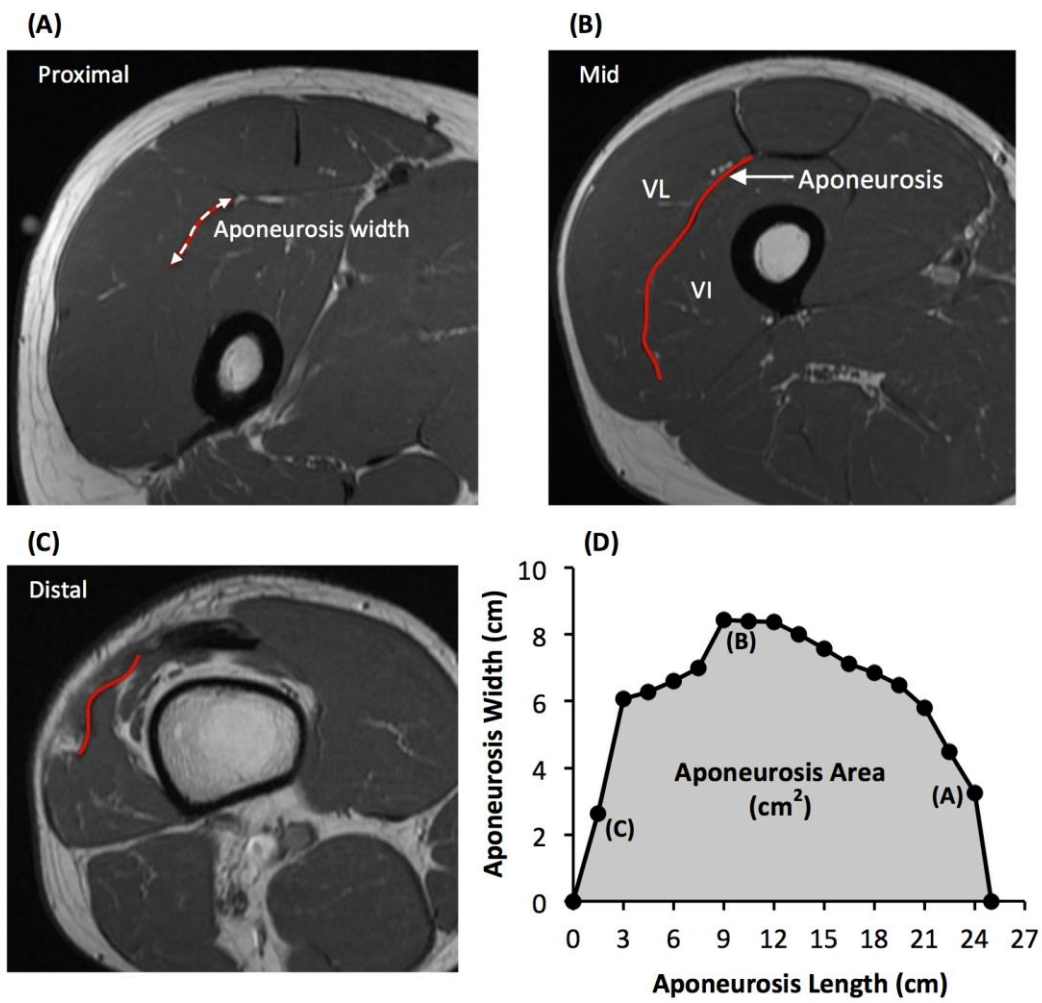 (A)
Proximal
Aponeurosis width
(B)
Mid
VL
Aponeurosis
VI
(C)
Distal
(D)
Aponeurosis Width (cm)
10
8
6
4
2
0
(B)
Aponeurosis Area
(cm²)
(A)
(C)
0 3 6 9 12 15 18 21 24 27
Aponeurosis Length (cm)